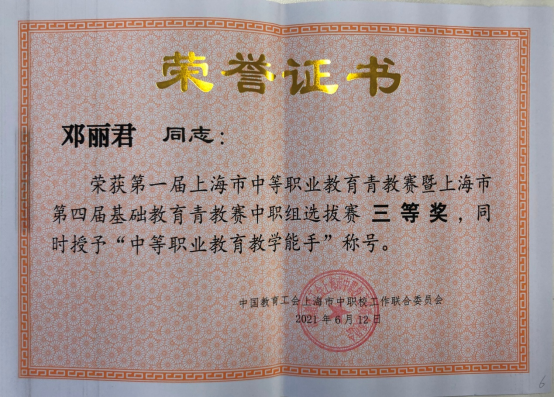 荣誉证书
邓丽君 同志:
荣获第一届上海市中等职业教育青教赛暨上海市
第四届基础教育青教赛中职组选拔赛三等奖,同
时授予“中等职业教育教学能手”称号。
中国教育工会上海市中职校工作联合委员会
2021年6月12日
6